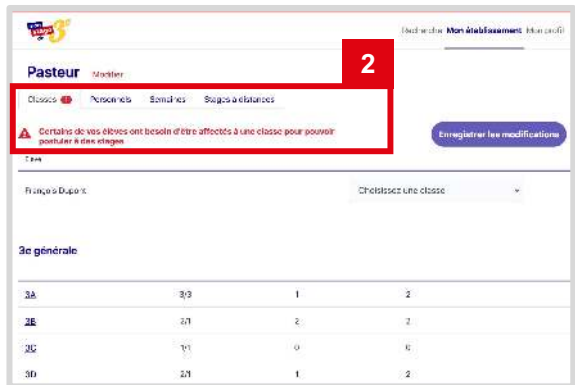 mon stage 3e
Recherche Mon établissement Mon profil
2
Pasteur Modifier
Classes Personnels Semaines Stages à distances
Certains de vos élèves ont besoin d'être affectés à une classe pour pouvoir
postuler à des stages
Enregistrer les modifications
Élève
François Dupont Choisissez une classe
3e générale
3A 3/3 1 2
3B 2/1 2 2
3C 1/1 0 0
3D 2/1 1 2